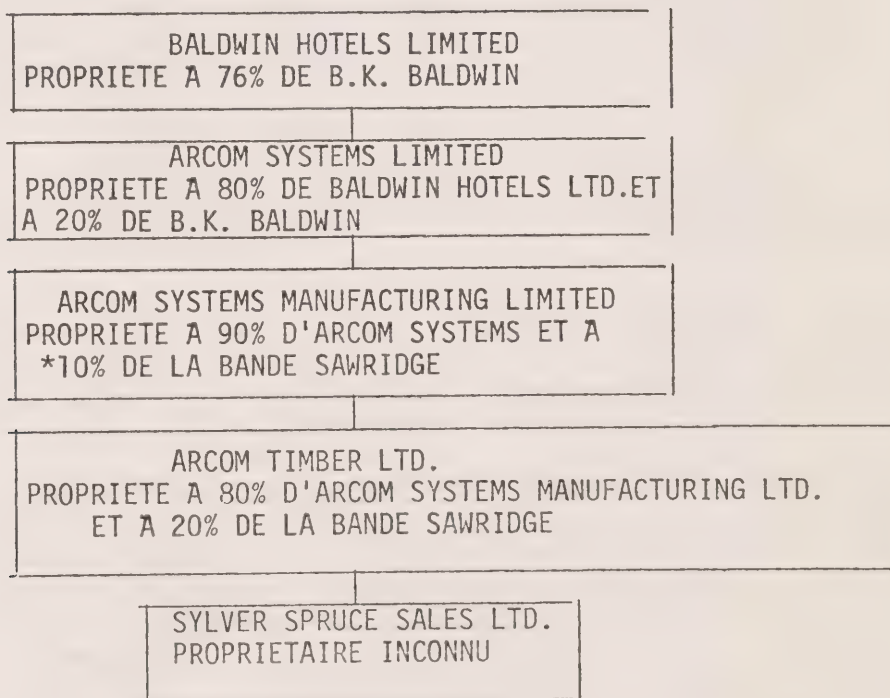 BALDWIN HOTELS LIMITED
PROPRIETE A 76% DE B.K. BALDWIN
ARCOM SYSTEMS LIMITED
PROPRIETE A 80% DE BALDWIN HOTELS LTD.ET
A 20% DE B.K. BALDWIN
ARCOM SYSTEMS MANUFACTURING LIMITED
PROPRIETE A 90% D'ARCOM SYSTEMS ET A
*10% DE LA BANDE SAWRIDGE
ARCOM TIMBER LTD.
PROPRIETE A 80% D'ARCOM SYSTEMS MANUFACTURING LTD.
ET A 20% DE LA BANDE SAWRIDGE
SYLVER SPRUCE SALES LTD.
PROPRIETAIRE INCONNU